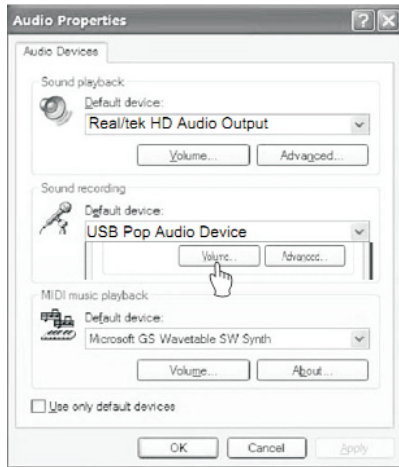 Audio Properties
Audio Devices
Sound playback
Default device:
Real/tek HD Audio Output
Volume... Advanced...
Sound recording
Default device:
USB Pop Audio Device
Volume... Advanced...
MIDI music playback
Default device:
Microsoft GS Wavetable SW Synth
Volume... About...
Use only default devices
OK Cancel Apply